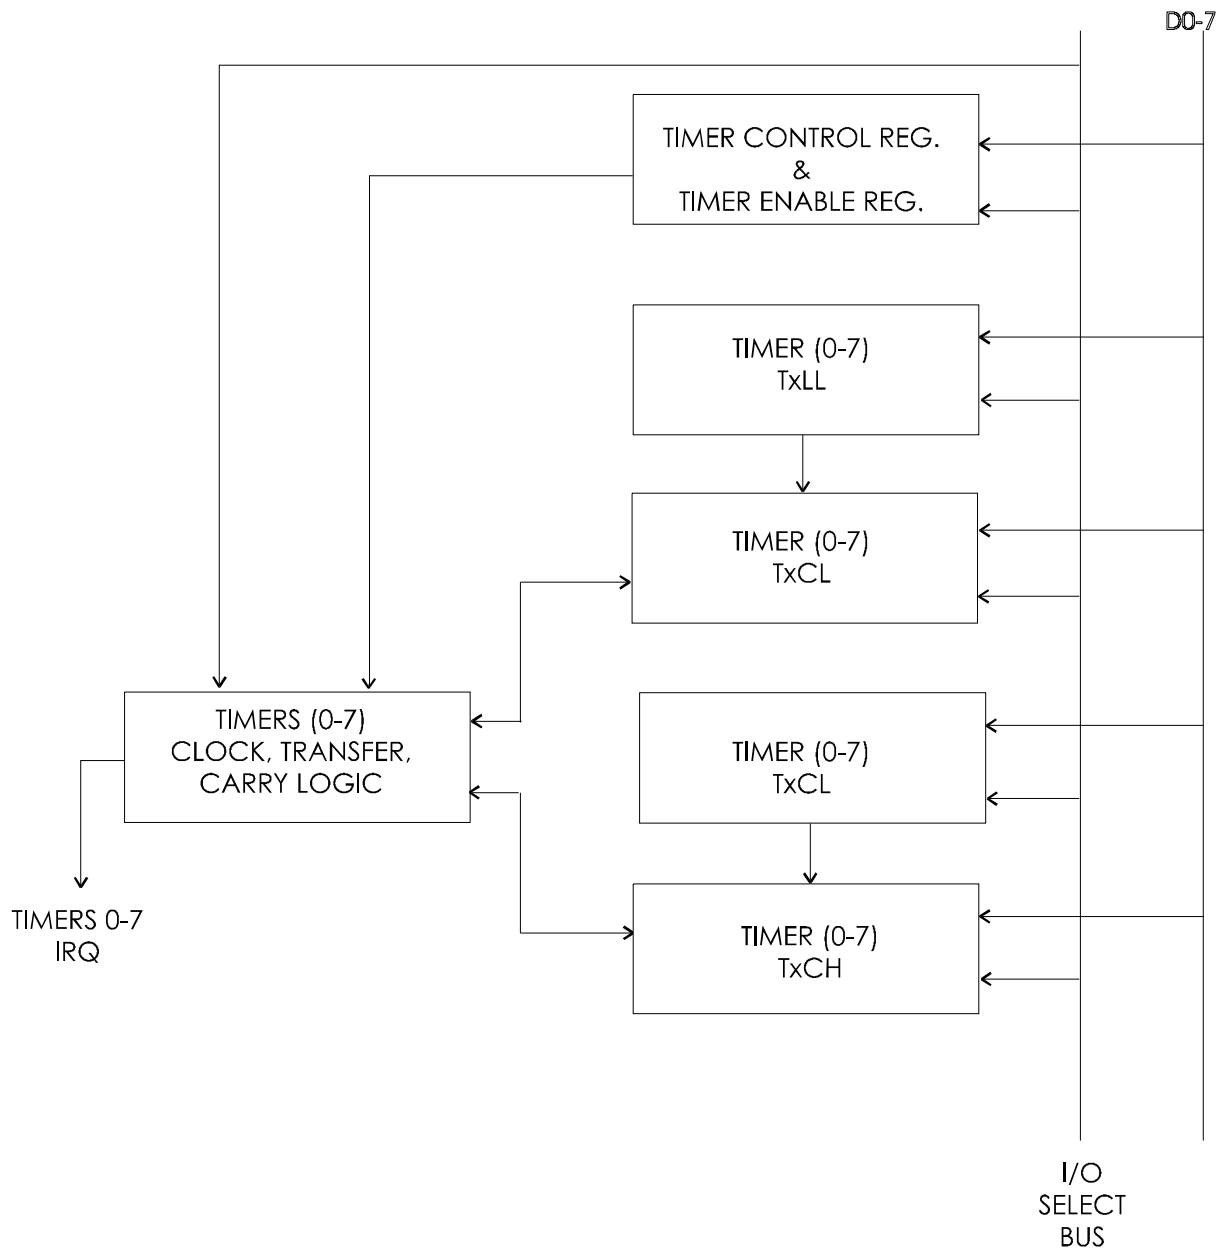 D0-7
TIMER CONTROL REG.
&
TIMER ENABLE REG.
TIMER (0-7)
TxLL
TIMER (0-7)
TxCL
TIMERS (0-7)
CLOCK, TRANSFER,
CARRY LOGIC
TIMER (0-7)
TxCL
TIMERS 0-7
IRQ
TIMER (0-7)
TxCH
I/O
SELECT
BUS